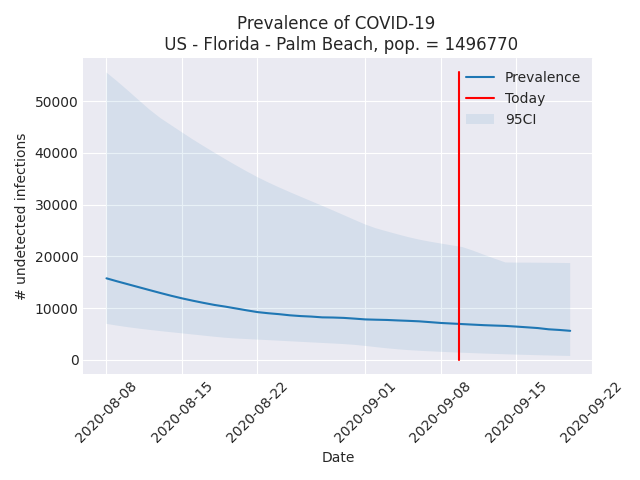 Prevalence of COVID-19
US - Florida - Palm Beach, pop. = 1496770
Prevalence
Today
95CI
50000
40000
30000
20000
10000
0
# undetected infections
2020-08-08
2020-08-15
2020-08-22
2020-09-01
2020-09-08
2020-09-15
2020-09-22
Date